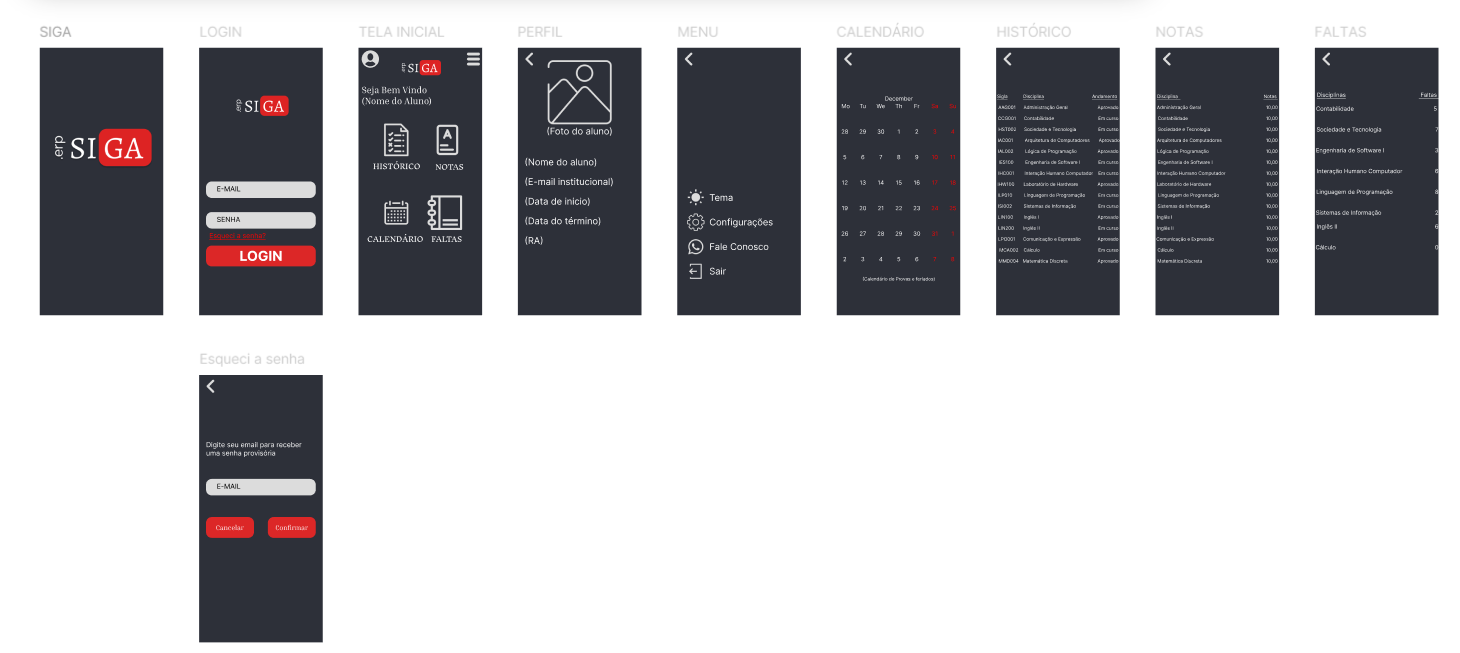 SIGA
.erp SIGA
LOGIN
.erp SIGA
E-MAIL
SENHA
Esqueci a senha?
LOGIN
TELA INICIAL
.erp SIGA
Seja Bem Vindo
(Nome do Aluno)
HISTÓRICO NOTAS
CALENDÁRIO FALTAS
PERFIL
(Foto do aluno)
(Nome do aluno)
(E-mail institucional)
(Data de inicio)
(Data do término)
(RA)
MENU
Tema
Configurações
Fale Conosco
Sair
CALENDÁRIO
December
Mo Tu We Th Fr Sa Su
28 29 30 1 2 3 4
5 6 7 8 9 10 11
12 13 14 15 16 17 18
19 20 21 22 23 24 25
26 27 28 29 30
2 3 4 5 6 7 8
(Calendário de Provas e feriados)
HISTÓRICO
Sigla Disciplina Andamento
AAG001 Administração Geral Aprovado
CCG001 Contabilidade Em curso
HST002 Sociedade e Tecnologia Em curso
IAC001 Arquitetura de Computadores Aprovado
IAL002 Lógica de Programação Aprovado
IES100 Engenharia de Software I Em curso
IHC001 Interação Humano Computador Em curso
IHW100 Laboratório de Hardware Aprovado
ILP010 Linguagem de Programação Em curso
ISI002 Sistemas de Informação Em curso
LIN100 Inglês I Aprovado
LIN200 Inglês II Em curso
LPO001 Comunicação e Expressão Aprovado
MCA002 Cálculo Em curso
MMD001 Matemática Discreta Aprovado
NOTAS
Disciplina Notas
Administração Geral 10,00
Contabilidade 10,00
Sociedade e Tecnologia 10,00
Arquitetura de Computadores 10,00
Lógica de Programação 10,00
Engenharia de Software I 10,00
Interação Humano Computador 10,00
Laboratório de Hardware 10,00
Linguagem de Programação 10,00
Sistemas de Informação 10,00
Inglês I 10,00
Inglês II 10,00
Comunicação e Expressão 10,00
Cálculo 10,00
Matemática Discreta 10,00
FALTAS
Disciplinas Faltas
Contabilidade 5
Sociedade e Tecnologia 7
Engenharia de Software I 3
Interação Humano Computador 6
Linguagem de Programação 8
Sistemas de Informação 2
Inglês II 6
Cálculo 0
Esqueci a senha
Digite seu email para receber
uma senha provisória
E-MAIL
Cancelar Confirmar